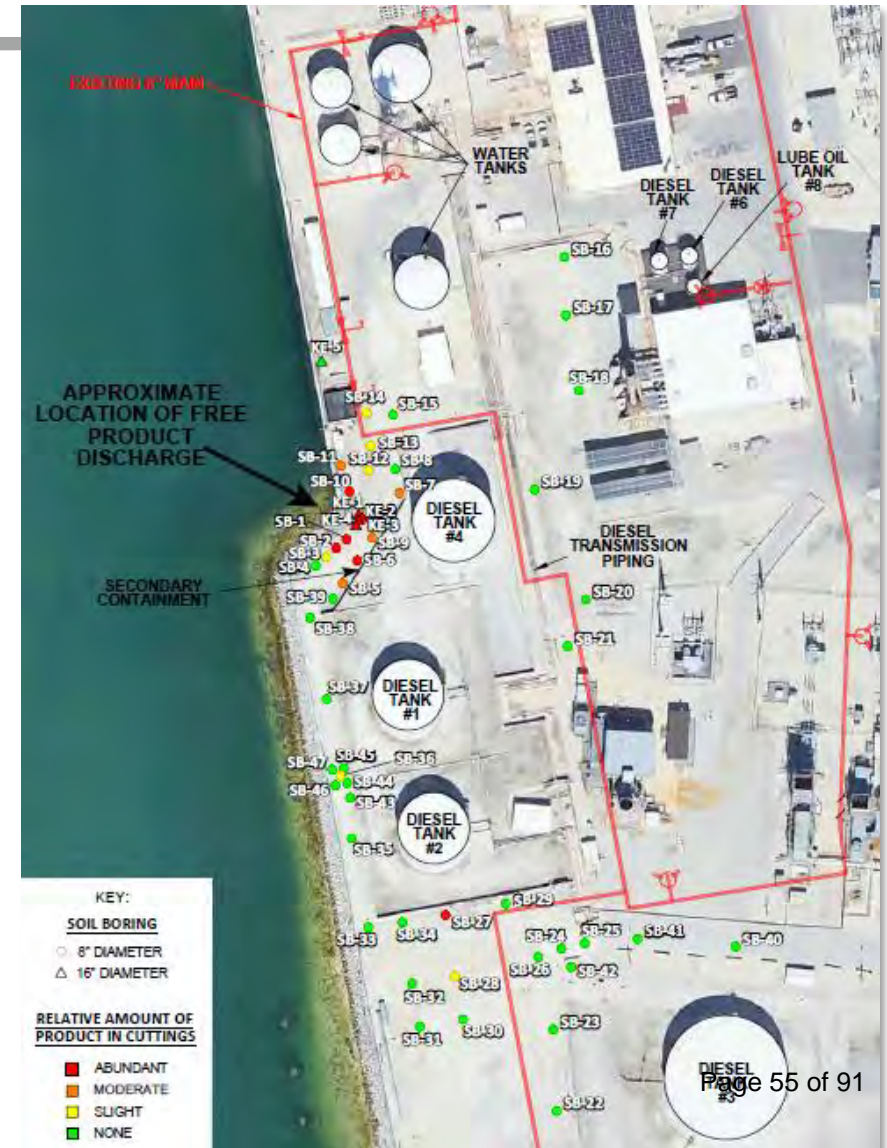 EXISTING 8" MAIN
WATER
TANKS
LUBE OIL
TANK
#8
DIESEL
TANK
#6
DIESEL
TANK
#7
SB-16
SB-17
KE-5
SB-18
APPROXIMATE
LOCATION OF FREE
PRODUCT
DISCHARGE
SB-14
SB-15
SB-13
SB-12
SB-11
SB-8
SB-10
SB-7
SB-19
KE-1
KE-2
KE-4
KE-3
SB-1
DIESEL
TANK
#4
SB-2
SB-9
SB-3
SB-4
SB-6
DIESEL
TRANSMISSION
PIPING
SECONDARY
CONTAINMENT
SB-5
SB-39
SB-38
SB-20
SB-21
SB-37
DIESEL
TANK
#1
SB-47
SB-45
SB-36
SB-46
SB-44
SB-43
SB-35
DIESEL
TANK
#2
SB-29
SB-27
SB-33
SB-34
SB-25
SB-41
SB-24
SB-40
SB-26
SB-42
SB-28
SB-32
SB-30
SB-31
SB-23
SB-22
DIESEL
TANK
#3
Page 55 of 91
KEY:
SOIL BORING
8" DIAMETER
16" DIAMETER
RELATIVE AMOUNT OF
PRODUCT IN CUTTINGS
ABUNDANT
MODERATE
SLIGHT
NONE